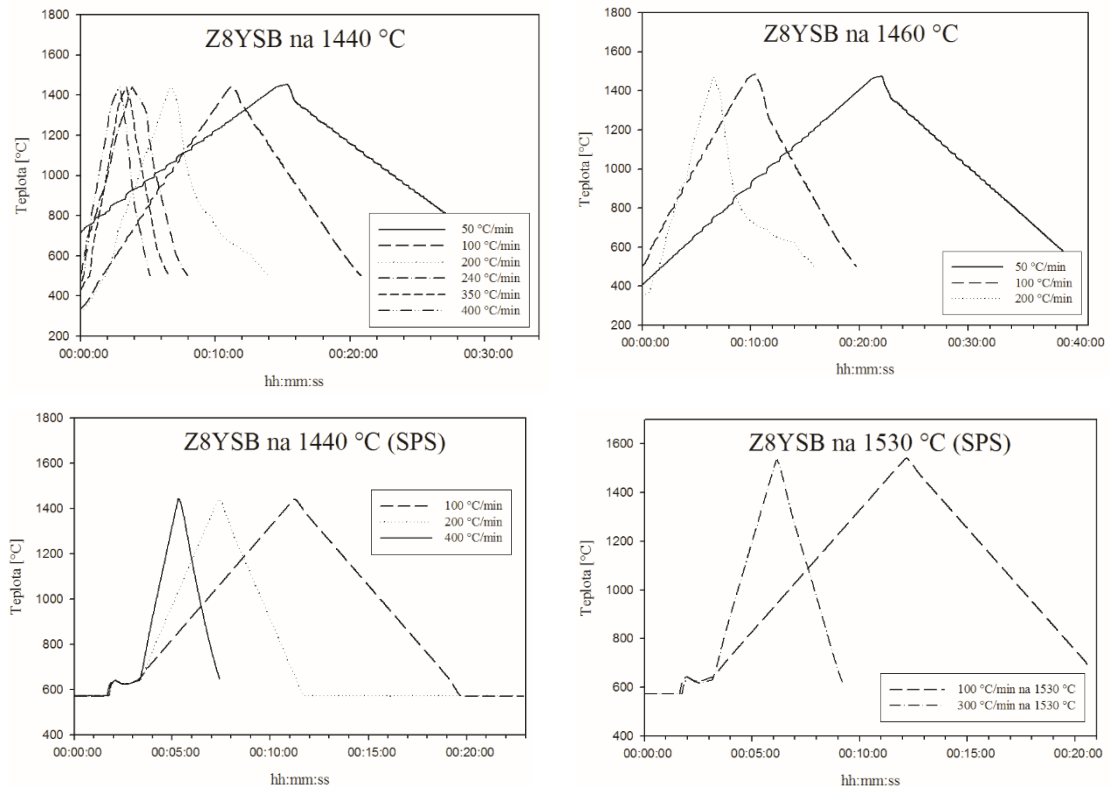 Z8YSB na 1440 °C
Teplota [°C]
1800
1600
1400
1200
1000
800
600
400
200
50 °C/min
100 °C/min
200 °C/min
240 °C/min
350 °C/min
400 °C/min
00:00:00 00:10:00 00:20:00 00:30:00
hh:mm:ss
Z8YSB na 1460 °C
Teplota [°C]
1800
1600
1400
1200
1000
800
600
400
200
50 °C/min
100 °C/min
200 °C/min
00:00:00 00:10:00 00:20:00 00:30:00 00:40:00
hh:mm:ss
Z8YSB na 1440 °C (SPS)
Teplota [°C]
1800
1600
1400
1200
1000
800
600
400
100 °C/min
200 °C/min
400 °C/min
00:00:00 00:05:00 00:10:00 00:15:00 00:20:00
hh:mm:ss
Z8YSB na 1530 °C (SPS)
Teplota [°C]
1600
1400
1200
1000
800
600
400
100 °C/min na 1530 °C
300 °C/min na 1530 °C
00:00:00 00:05:00 00:10:00 00:15:00 00:20:00
hh:mm:ss